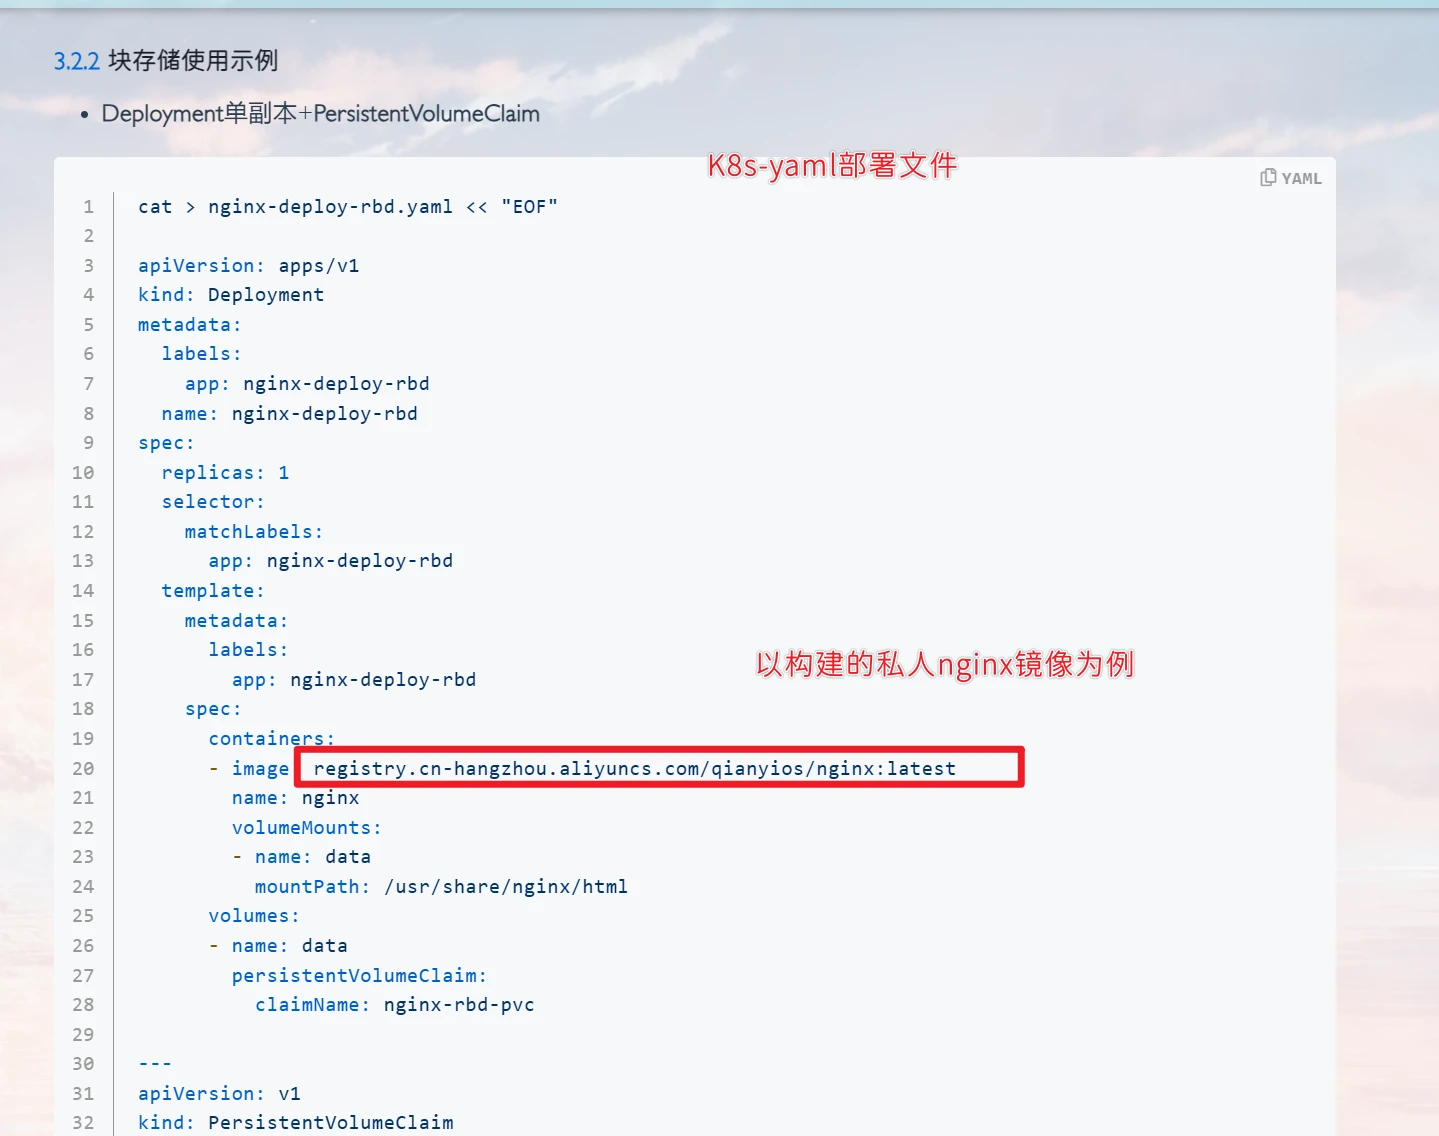 3.2.2 块存储使用示例
• Deployment单副本+PersistentVolumeClaim
K8s-yaml部署文件
YAML
1 cat > nginx-deploy-rbd.yaml << "EOF"
2
3 apiVersion: apps/v1
4 kind: Deployment
5 metadata:
6   labels:
7     app: nginx-deploy-rbd
8   name: nginx-deploy-rbd
9 spec:
10   replicas: 1
11   selector:
12     matchLabels:
13       app: nginx-deploy-rbd
14   template:
15     metadata:
16       labels:
以构建的私人nginx镜像为例
17         app: nginx-deploy-rbd
18     spec:
19       containers:
20       - image registry.cn-hangzhou.aliyuncs.com/qianyios/nginx:latest
21         name: nginx
22         volumeMounts:
23         - name: data
24           mountPath: /usr/share/nginx/html
25       volumes:
26       - name: data
27         persistentVolumeClaim:
28           claimName: nginx-rbd-pvc
29
30 ---
31 apiVersion: v1
32 kind: PersistentVolumeClaim